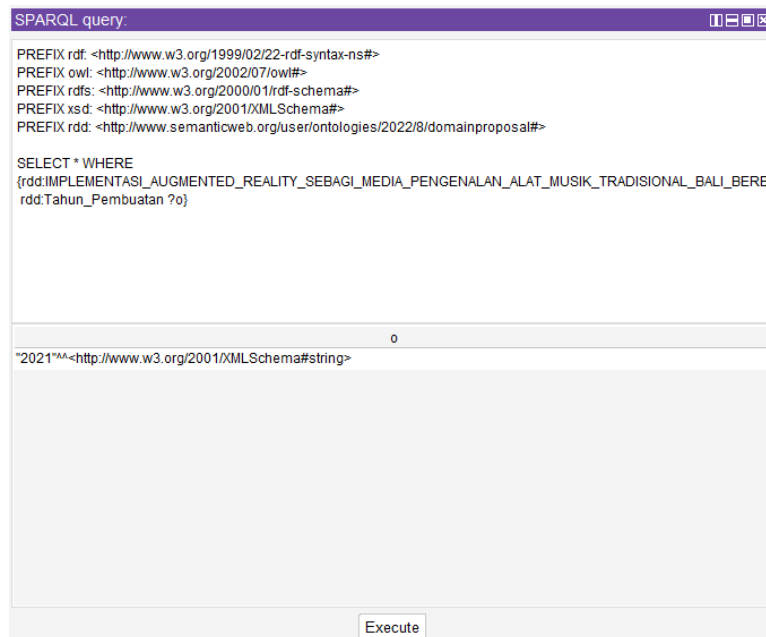 SPARQL query:
PREFIX rdf: <http://www.w3.org/1999/02/22-rdf-syntax-ns#>
PREFIX owl: <http://www.w3.org/2002/07/owl#>
PREFIX rdfs: <http://www.w3.org/2000/01/rdf-schema#>
PREFIX xsd: <http://www.w3.org/2001/XMLSchema#>
PREFIX rdd: <http://www.semanticweb.org/user/ontologies/2022/8/domainproposal#>
SELECT * WHERE
{rdd:IMPLEMENTASI_AUGMENTED_REALITY_SEBAGI_MEDIA_PENGENALAN_ALAT_MUSIK_TRADISIONAL_BALI_BERE
rdd:Tahun_Pembuatan ?o}
o
"2021"^^<http://www.w3.org/2001/XMLSchema#string>
Execute